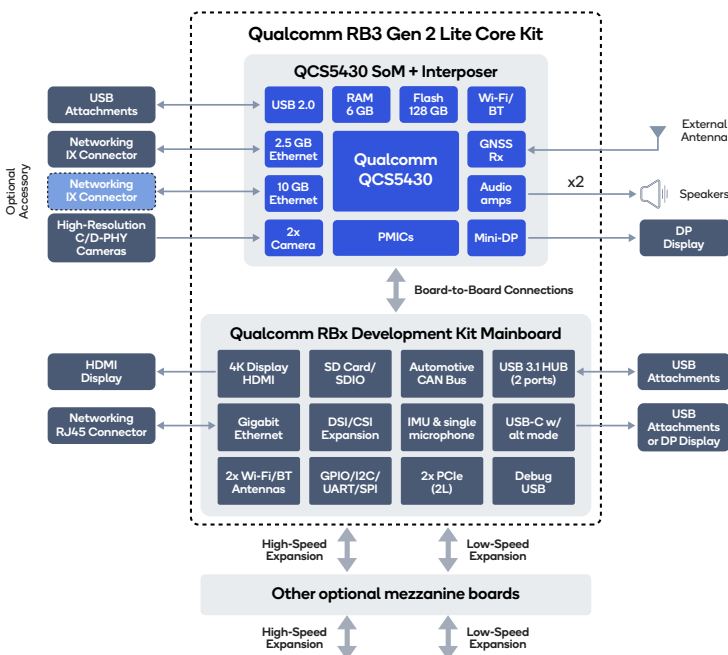 Qualcomm RB3 Gen 2 Lite Core Kit
QCS5430 SoM + Interposer
USB
Attachments
USB 2.0
RAM
6 GB
Flash
128 GB
Wi-Fi/
BT
Networking
IX Connector
2.5 GB
Ethernet
Qualcomm
QCS5430
GNSS
Rx
External
Antenna
Optional
Accessory
Networking
IX Connector
10 GB
Ethernet
Audio
amps
x2
Speakers
High-Resolution
C/D-PHY
Cameras
2x
Camera
PMICs
Mini-DP
DP
Display
Board-to-Board Connections
Qualcomm RBx Development Kit Mainboard
HDMI
Display
4K Display
HDMI
SD Card/
SDIO
Automotive
CAN Bus
USB 3.1 HUB
(2 ports)
USB
Attachments
Networking
RJ45 Connector
Gigabit
Ethernet
DSI/CSI
Expansion
IMU & single
microphone
USB-C w/
alt mode
USB
Attachments
or DP Display
2x Wi-Fi/BT
Antennas
GPIO/I2C/
UART/SPI
2x PCIe
(2L)
Debug
USB
High-Speed
Expansion
Low-Speed
Expansion
Other optional mezzanine boards
High-Speed
Expansion
Low-Speed
Expansion